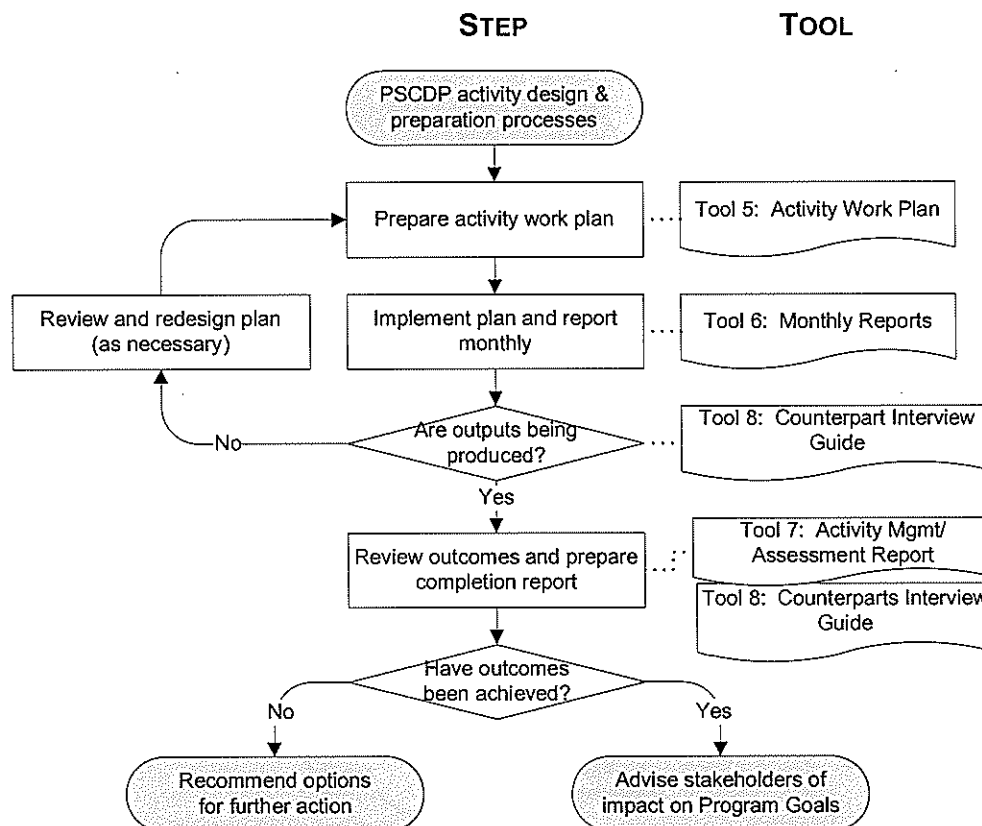 STEP
TOOL
PSCDP activity design &
preparation processes
Prepare activity work plan
Tool 5: Activity Work Plan
Review and redesign plan
(as necessary)
Implement plan and report
monthly
Tool 6: Monthly Reports
Are outputs being
produced?
No
Tool 8: Counterpart Interview
Guide
Yes
Review outcomes and prepare
completion report
Tool 7: Activity Mgmt/
Assessment Report
Tool 8: Counterparts Interview
Guide
Have outcomes
been achieved?
No
Yes
Recommend options
for further action
Advise stakeholders of
impact on Program Goals